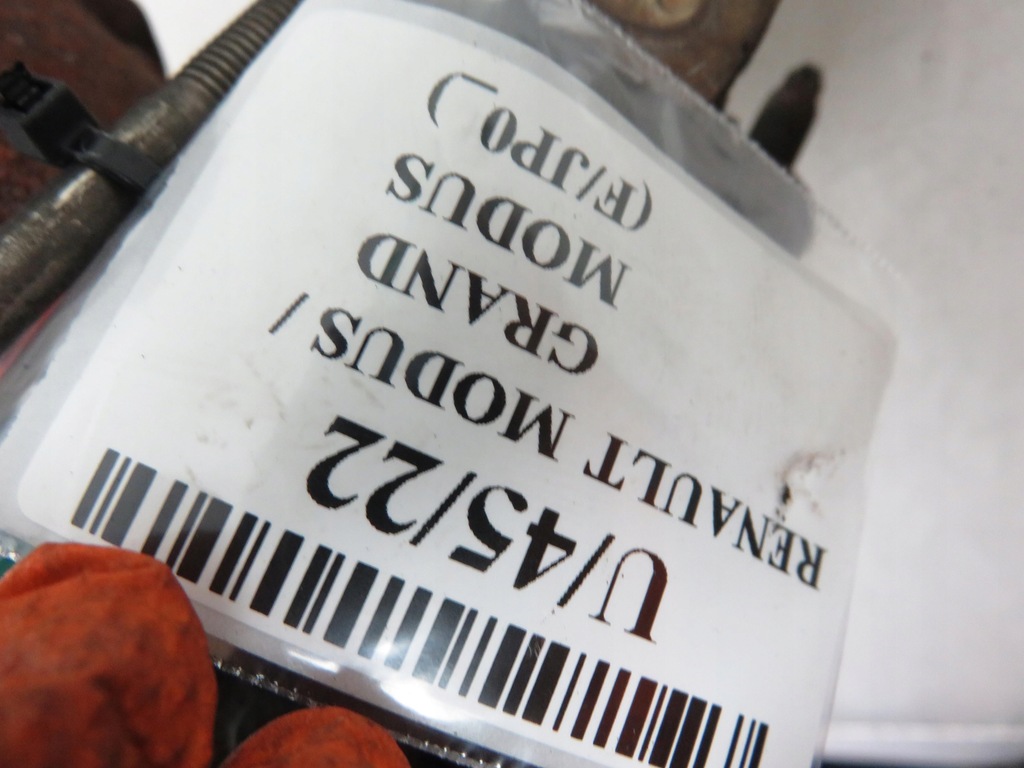 U/45/22
RENAULT MODUS /
GRAND
MODUS
(F/JP0_)